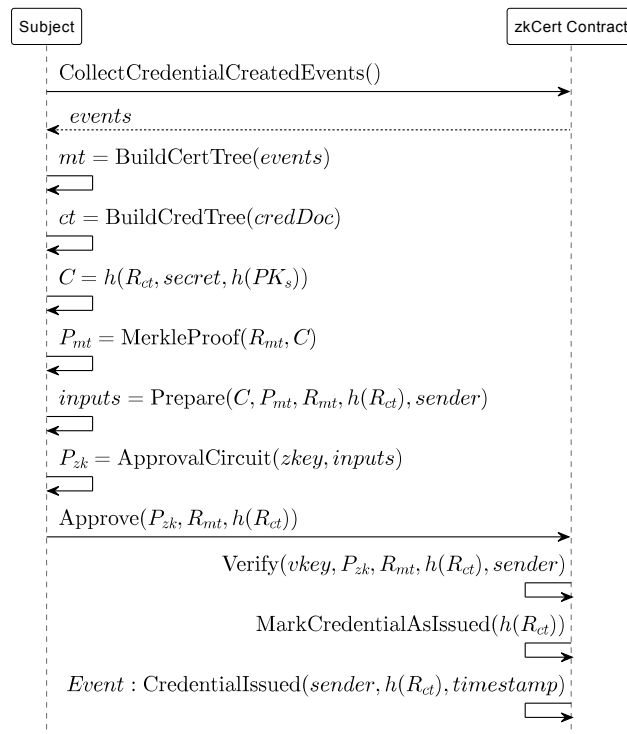 Subject
zkCert Contract
CollectCredentialCreatedEvents()
events
mt = BuildCertTree(events)
ct = BuildCredTree(credDoc)
C = h(R_ct, secret, h(PK_s))
P_mt = MerkleProof(R_mt, C)
inputs = Prepare(C, P_mt, R_mt, h(R_ct), sender)
P_zk = ApprovalCircuit(zkey, inputs)
Approve(P_zk, R_mt, h(R_ct))
Verify(vkey, P_zk, R_mt, h(R_ct), sender)
MarkCredentialAsIssued(h(R_ct))
Event : CredentialIssued(sender, h(R_ct), timestamp)